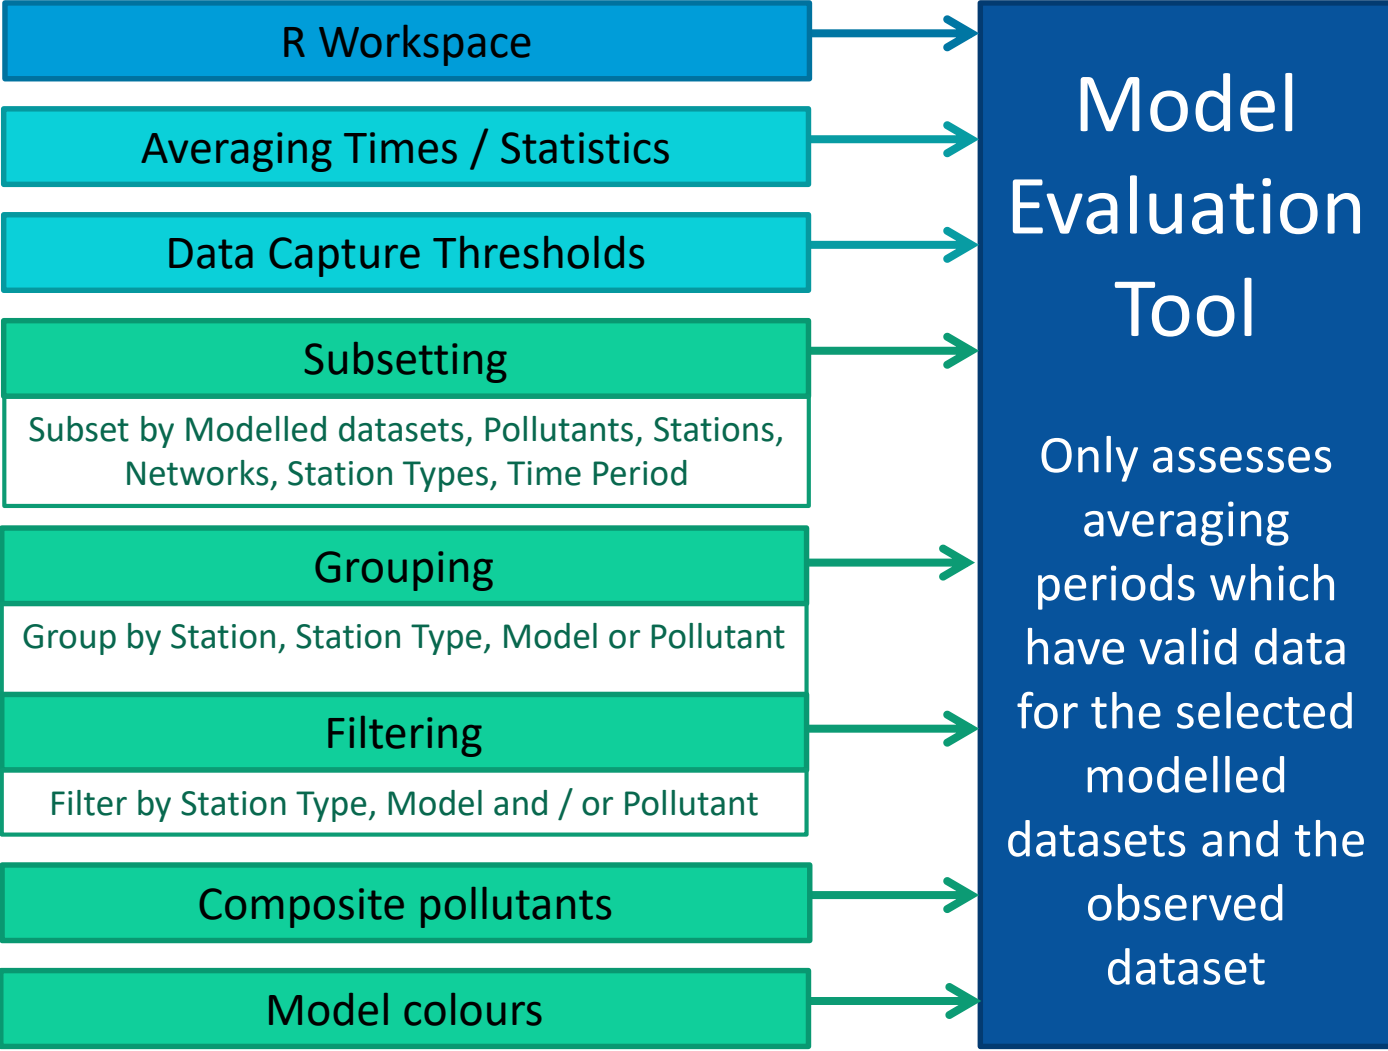 R Workspace
Averaging Times / Statistics
Data Capture Thresholds
Subsetting
Subset by Modelled datasets, Pollutants, Stations,
Networks, Station Types, Time Period
Grouping
Group by Station, Station Type, Model or Pollutant
Filtering
Filter by Station Type, Model and / or Pollutant
Composite pollutants
Model colours
Model
Evaluation
Tool
Only assesses
averaging
periods which
have valid data
for the selected
modelled
datasets and the
observed
dataset